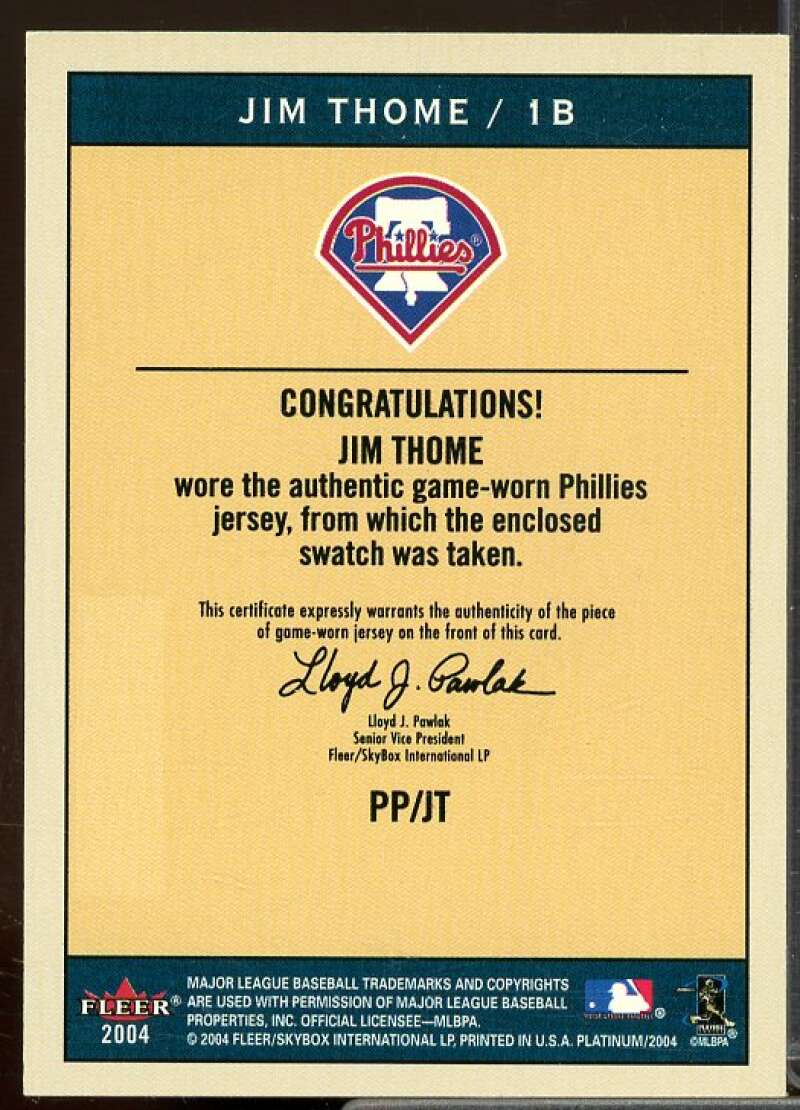 JIM THOME / 1B
Phillies®
CONGRATULATIONS!
JIM THOME
wore the authentic game-worn Phillies
jersey, from which the enclosed
swatch was taken.
This certificate expressly warrants the authenticity of the piece
of game-worn jersey on the front of this card.
Lloyd J. Pawlak
Lloyd J. Pawlak
Senior Vice President
Fleer/SkyBox International LP
PP/JT
FLEER®
2004
MAJOR LEAGUE BASEBALL TRADEMARKS AND COPYRIGHTS
ARE USED WITH PERMISSION OF MAJOR LEAGUE BASEBALL
PROPERTIES, INC. OFFICIAL LICENSEE—MLBPA.
© 2004 FLEER/SKYBOX INTERNATIONAL LP, PRINTED IN U.S.A. PLATINUM/2004
©MLBPA